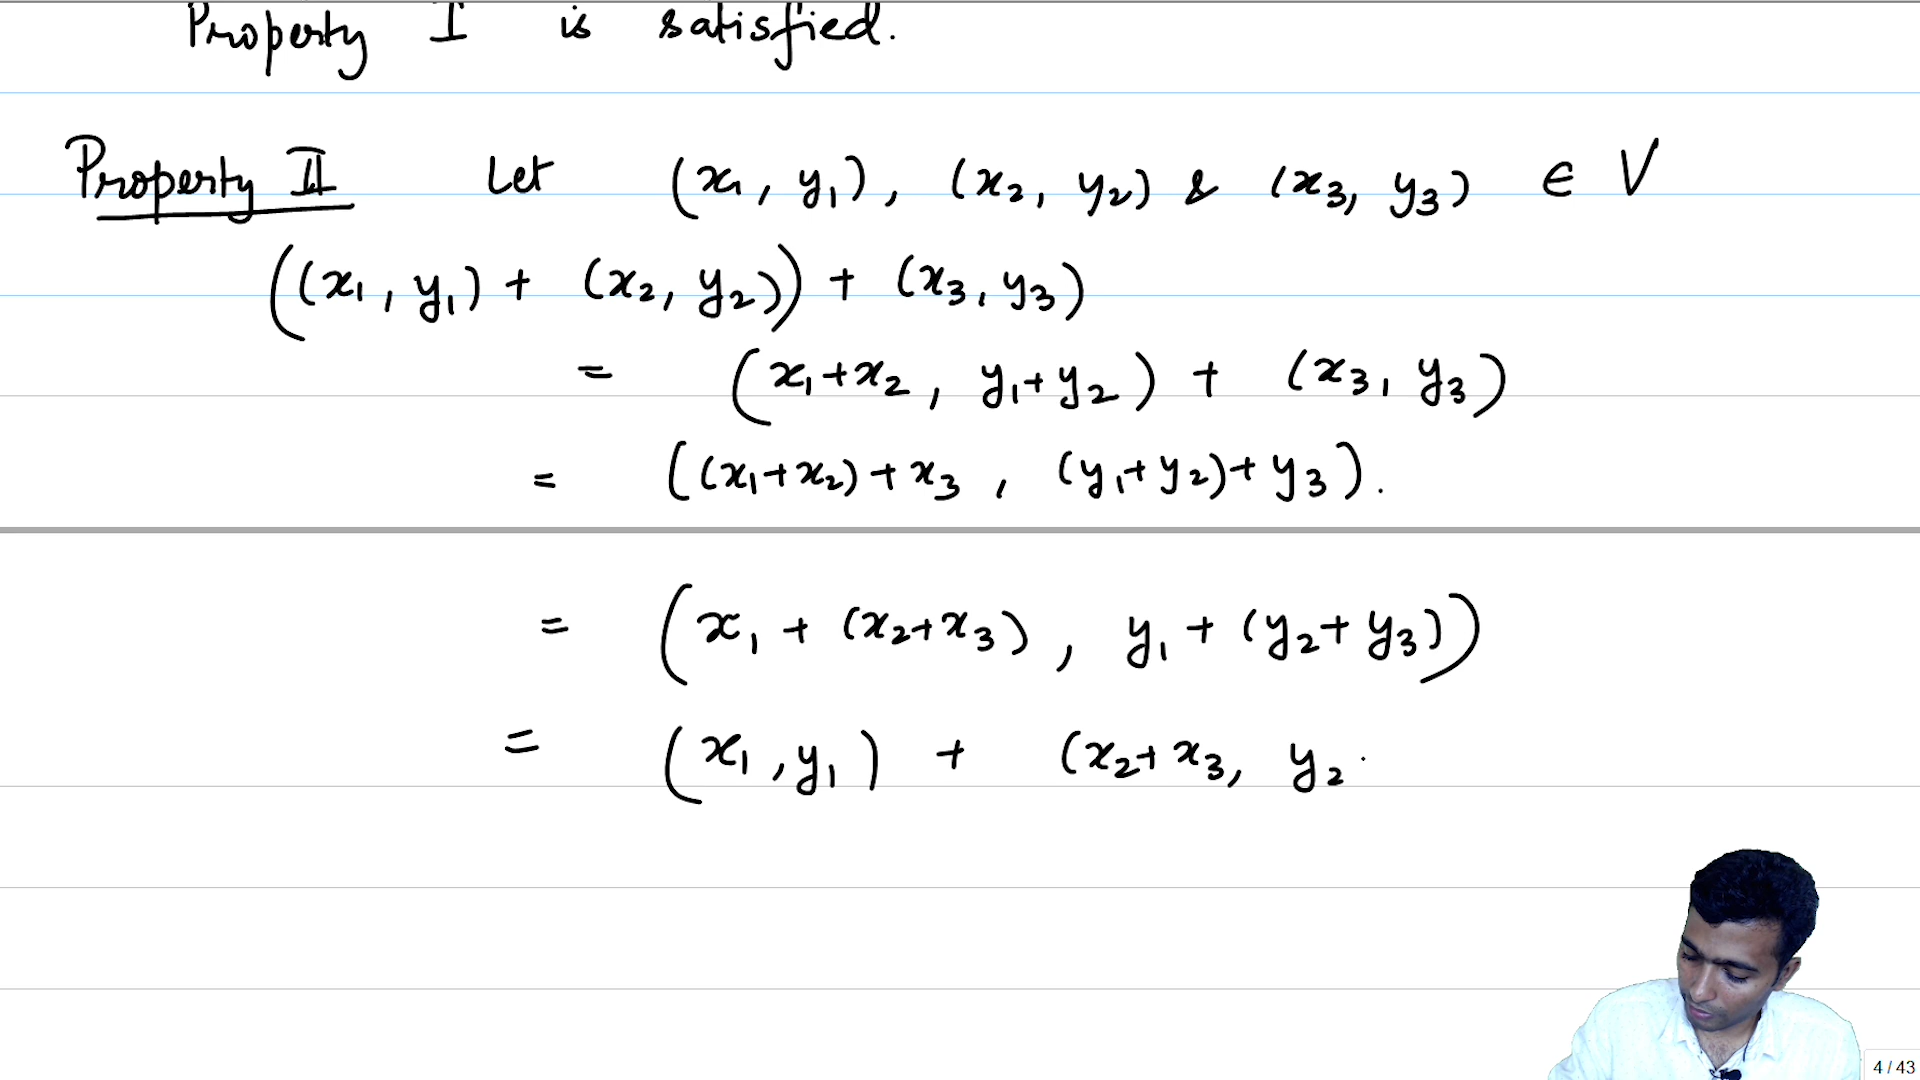 Property I is satisfied.
Property II Let (x₁, y₁), (x₂, y₂) & (x₃, y₃) ∈ V
((x₁, y₁) + (x₂, y₂)) + (x₃, y₃)
= (x₁+x₂, y₁+y₂) + (x₃, y₃)
= ((x₁+x₂)+x₃, (y₁+y₂)+y₃).
= (x₁ + (x₂+x₃), y₁ + (y₂+y₃))
= (x₁, y₁) + (x₂+x₃, y₂
4 / 43